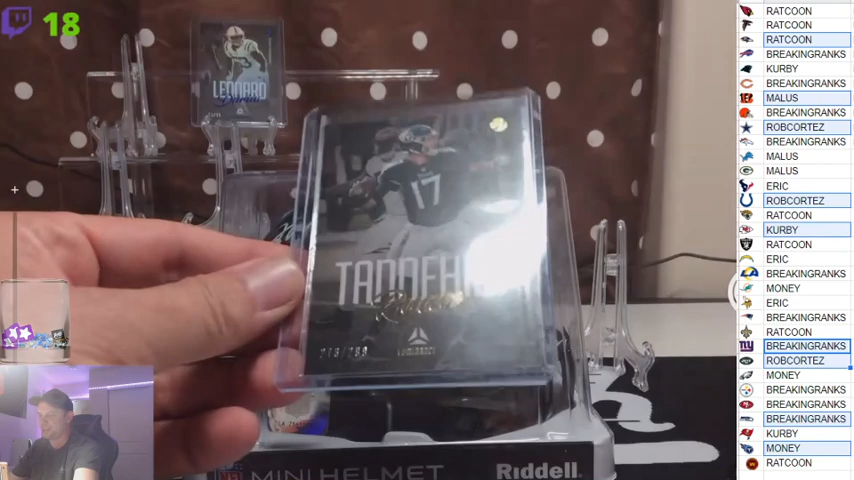 18
LEONARD
17
TANNEHILL
LUMINANCE
MINI HELMET
Riddell
RATCOON
RATCOON
RATCOON
BREAKINGRANKS
KURBY
BREAKINGRANKS
MALUS
BREAKINGRANKS
ROBCORTEZ
BREAKINGRANKS
MALUS
MALUS
ERIC
ROBCORTEZ
RATCOON
KURBY
RATCOON
ERIC
BREAKINGRANKS
MONEY
ERIC
BREAKINGRANKS
RATCOON
BREAKINGRANKS
ROBCORTEZ
MONEY
BREAKINGRANKS
BREAKINGRANKS
BREAKINGRANKS
KURBY
MONEY
RATCOON